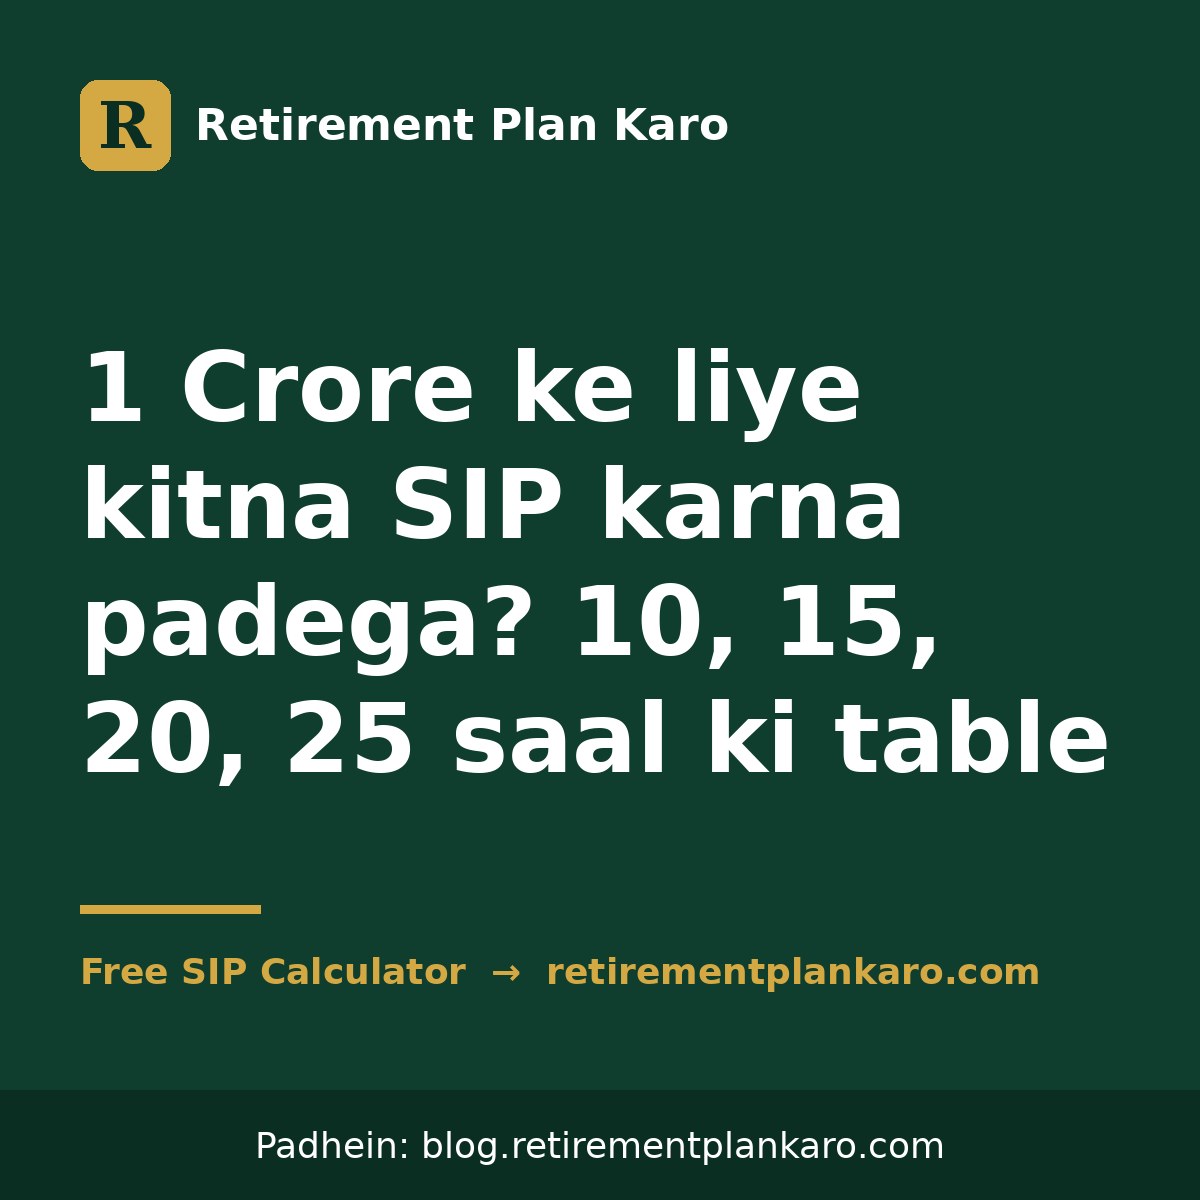 R
Retirement Plan Karo
1 Crore ke liye
kitna SIP karna
padega? 10, 15,
20, 25 saal ki table
Free SIP Calculator → retirementplankaro.com
Padhein: blog.retirementplankaro.com